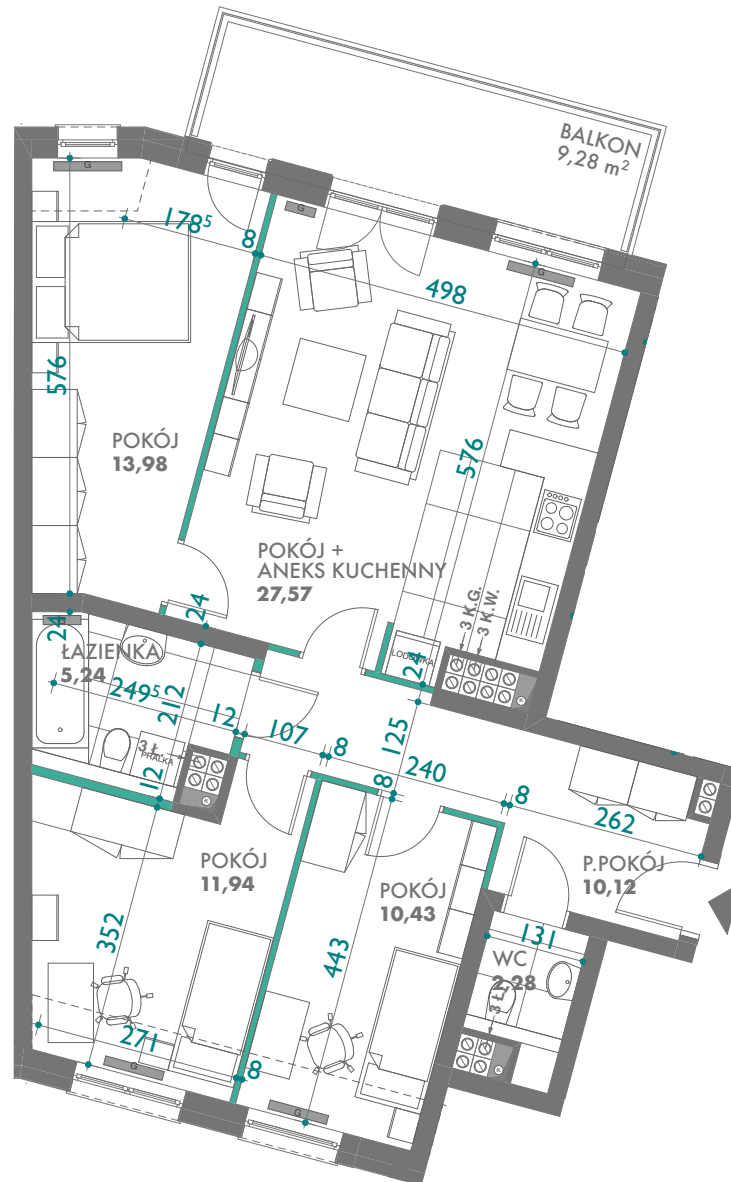 BALKON
9,28 m²
G
G
G
178⁵
8
498
576
576
POKÓJ
13,98
POKÓJ +
ANEKS KUCHENNY
27,57
3 K.G.
3 K.W.
24
24
24
LODÓWKA
ŁAZIENKA
5,24
249⁵
212
12
107
8
125
240
8
262
3 Ł.
PRALKA
12
8
P.POKÓJ
10,12
POKÓJ
11,94
POKÓJ
10,43
352
443
131
WC
2,28
3 Ł.
271
8
G
G